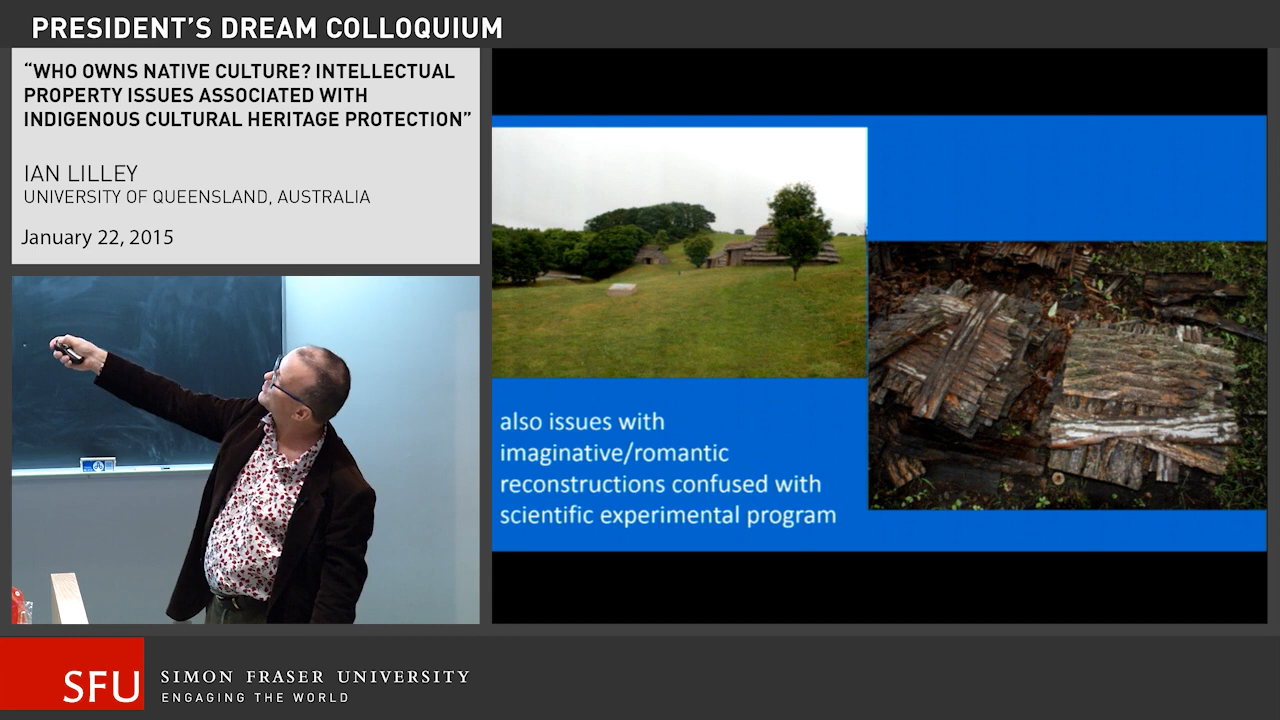 PRESIDENT’S DREAM COLLOQUIUM
“WHO OWNS NATIVE CULTURE? INTELLECTUAL
PROPERTY ISSUES ASSOCIATED WITH
INDIGENOUS CULTURAL HERITAGE PROTECTION”
IAN LILLEY
UNIVERSITY OF QUEENSLAND, AUSTRALIA
January 22, 2015
also issues with
imaginative/romantic
reconstructions confused with
scientific experimental program
SFU
SIMON FRASER UNIVERSITY
ENGAGING THE WORLD